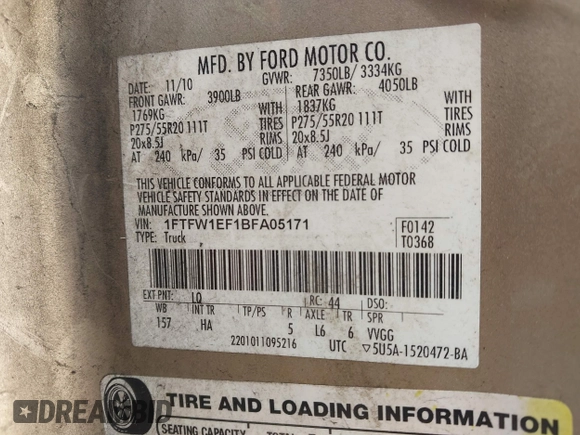 MFD. BY FORD MOTOR CO.
DATE: 11/10 GVWR: 7350LB/ 3334KG
FRONT GAWR: 3900LB REAR GAWR: 4050LB
1769KG WITH 1837KG WITH
P275/55R20 111T TIRES P275/55R20 111T TIRES
20x8.5J RIMS 20x8.5J RIMS
AT 240 kPa/ 35 PSI COLD AT 240 kPa/ 35 PSI COLD
THIS VEHICLE CONFORMS TO ALL APPLICABLE FEDERAL MOTOR
VEHICLE SAFETY STANDARDS IN EFFECT ON THE DATE OF
MANUFACTURE SHOWN ABOVE.
VIN: 1FTFW1EF1BFA05171 F0142
TYPE: Truck T0368
EXT PNT: LQ RC: 44 DSO:
WB INT TR TP/PS R AXLE TR SPR
157 HA 5 L6 6 VVGG
2201011095216 UTC ▽5U5A-1520472-BA
TIRE AND LOADING INFORMATION
SEATING CAPACITY
DREAMBID